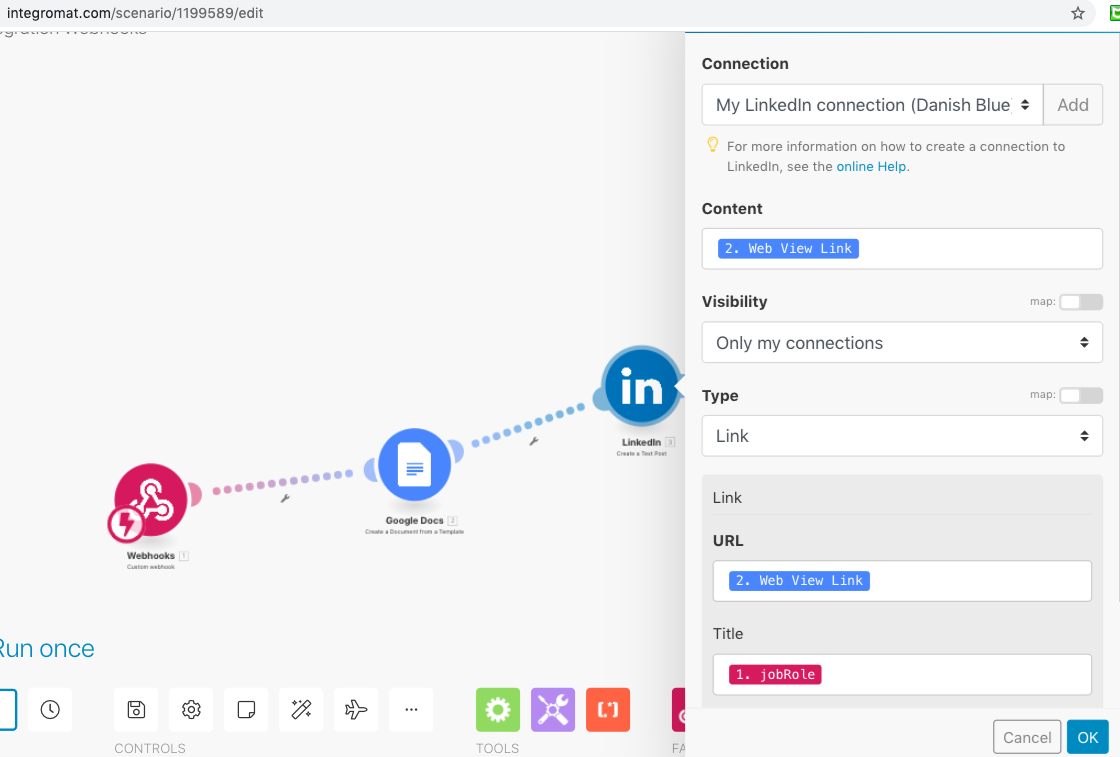 integromat.com/scenario/1199589/edit
gration Webhooks
Connection
My LinkedIn connection (Danish Blue)
Add
For more information on how to create a connection to
LinkedIn, see the online Help.
Content
2. Web View Link
Visibility
map:
Only my connections
Type
map:
Link
Link
URL
2. Web View Link
Title
1. jobRole
Cancel
OK
in
LinkedIn 3
Create a Text Post
Google Docs 2
Create a Document from a Template
Webhooks 1
Custom webhook
Run once
CONTROLS
TOOLS
FA